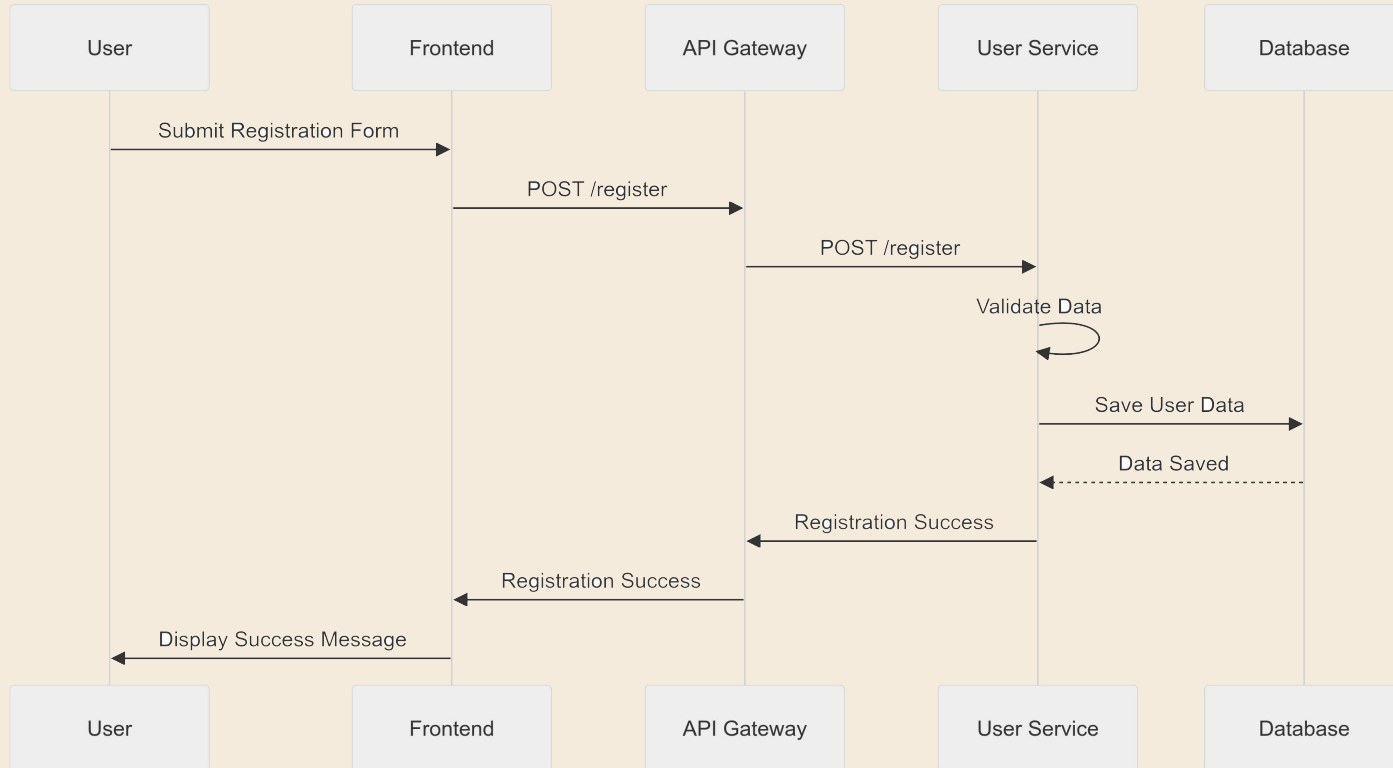 User
Frontend
API Gateway
User Service
Database
Submit Registration Form
POST /register
POST /register
Validate Data
Save User Data
Data Saved
Registration Success
Registration Success
Display Success Message
User
Frontend
API Gateway
User Service
Database